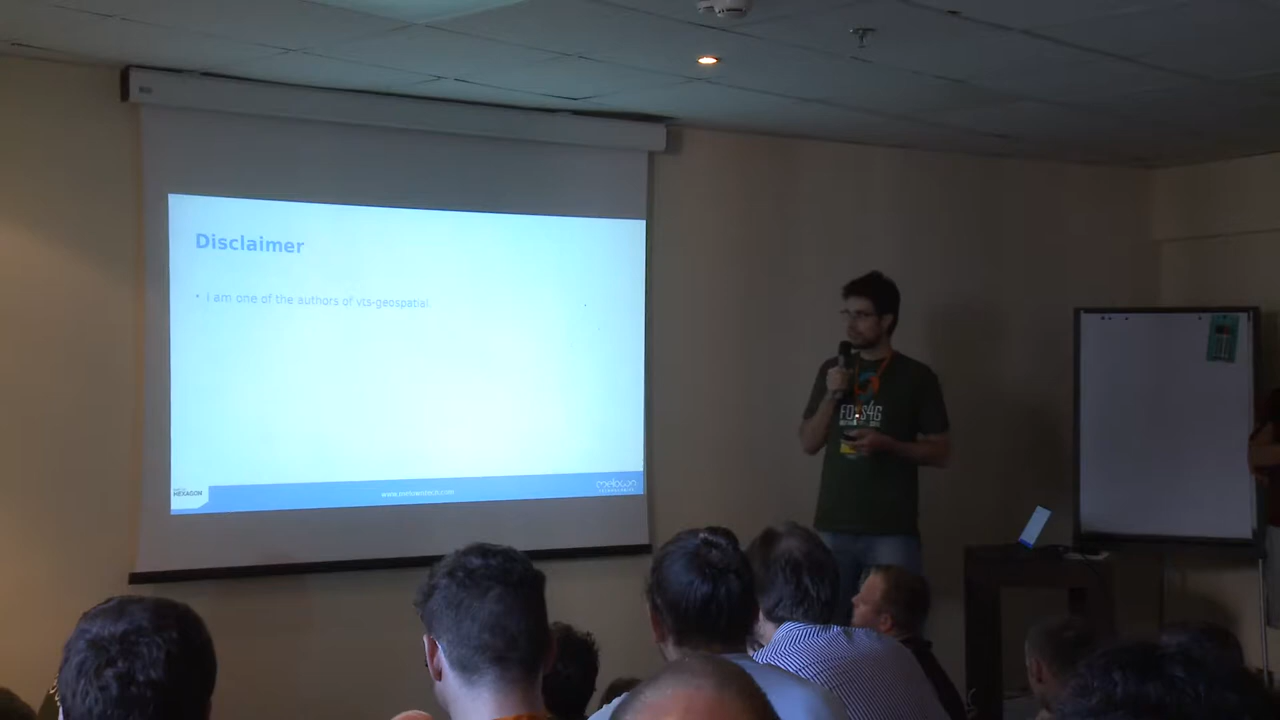 Disclaimer
• I am one of the authors of vts-geospatial
HEXAGON
www.melowntech.com
melown
FOSS4G